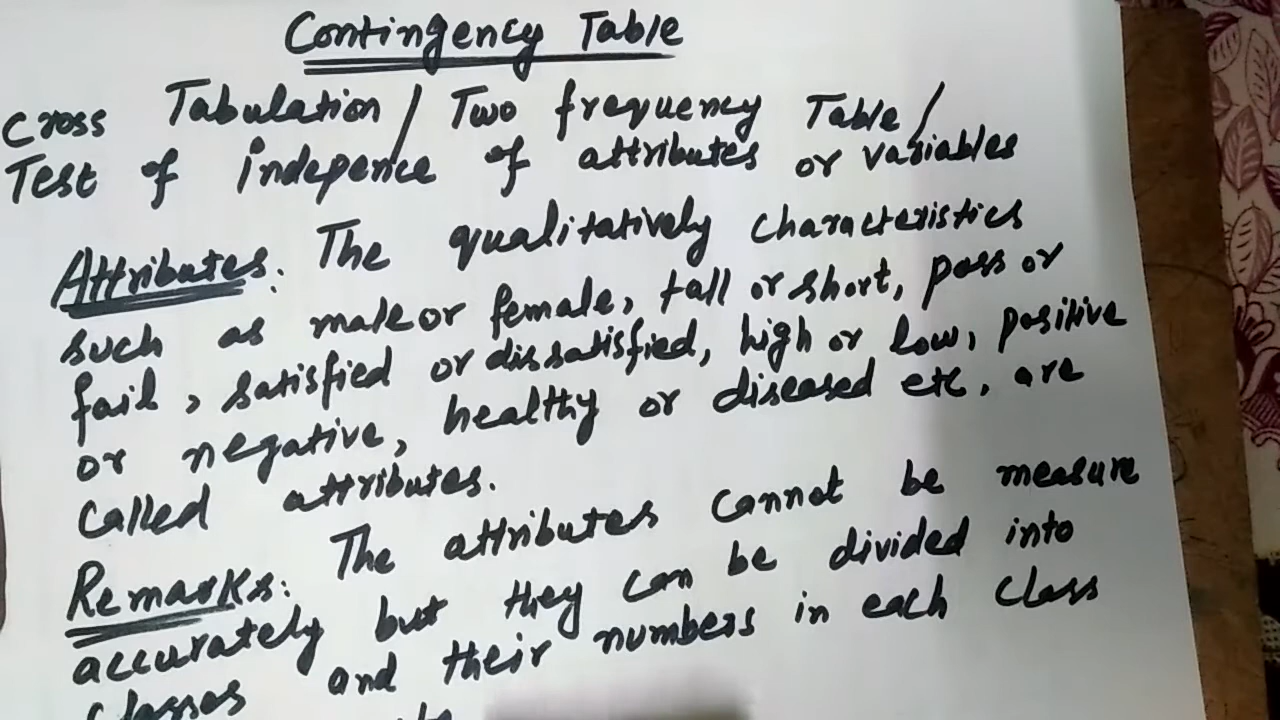 Contingency Table
Cross Tabulation / Two frequency Table /
Test of indepence of attributes or variables
Attributes: The qualitatively characteristics
such as male or female, tall or short, pass or
fail, satisfied or dissatisfied, high or low, positive
or negative, healthy or diseased etc, are
called attributes.
Remarks: The attributes cannot be measure
accurately but they can be divided into
classes and their numbers in each class